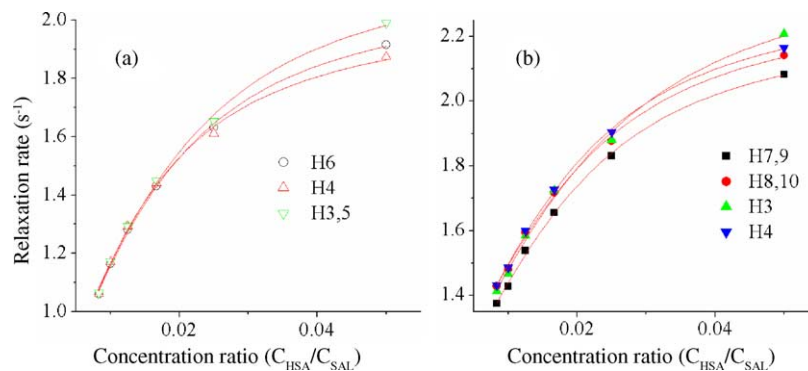 (a)
Relaxation rate (s⁻¹)
2.0
1.8
1.6
1.4
1.2
1.0
H6
H4
H3,5
0.02
0.04
Concentration ratio (C_HSA/C_SAL)
(b)
2.2
2.0
1.8
1.6
1.4
H7,9
H8,10
H3
H4
0.02
0.04
Concentration ratio (C_HSA/C_SAL)